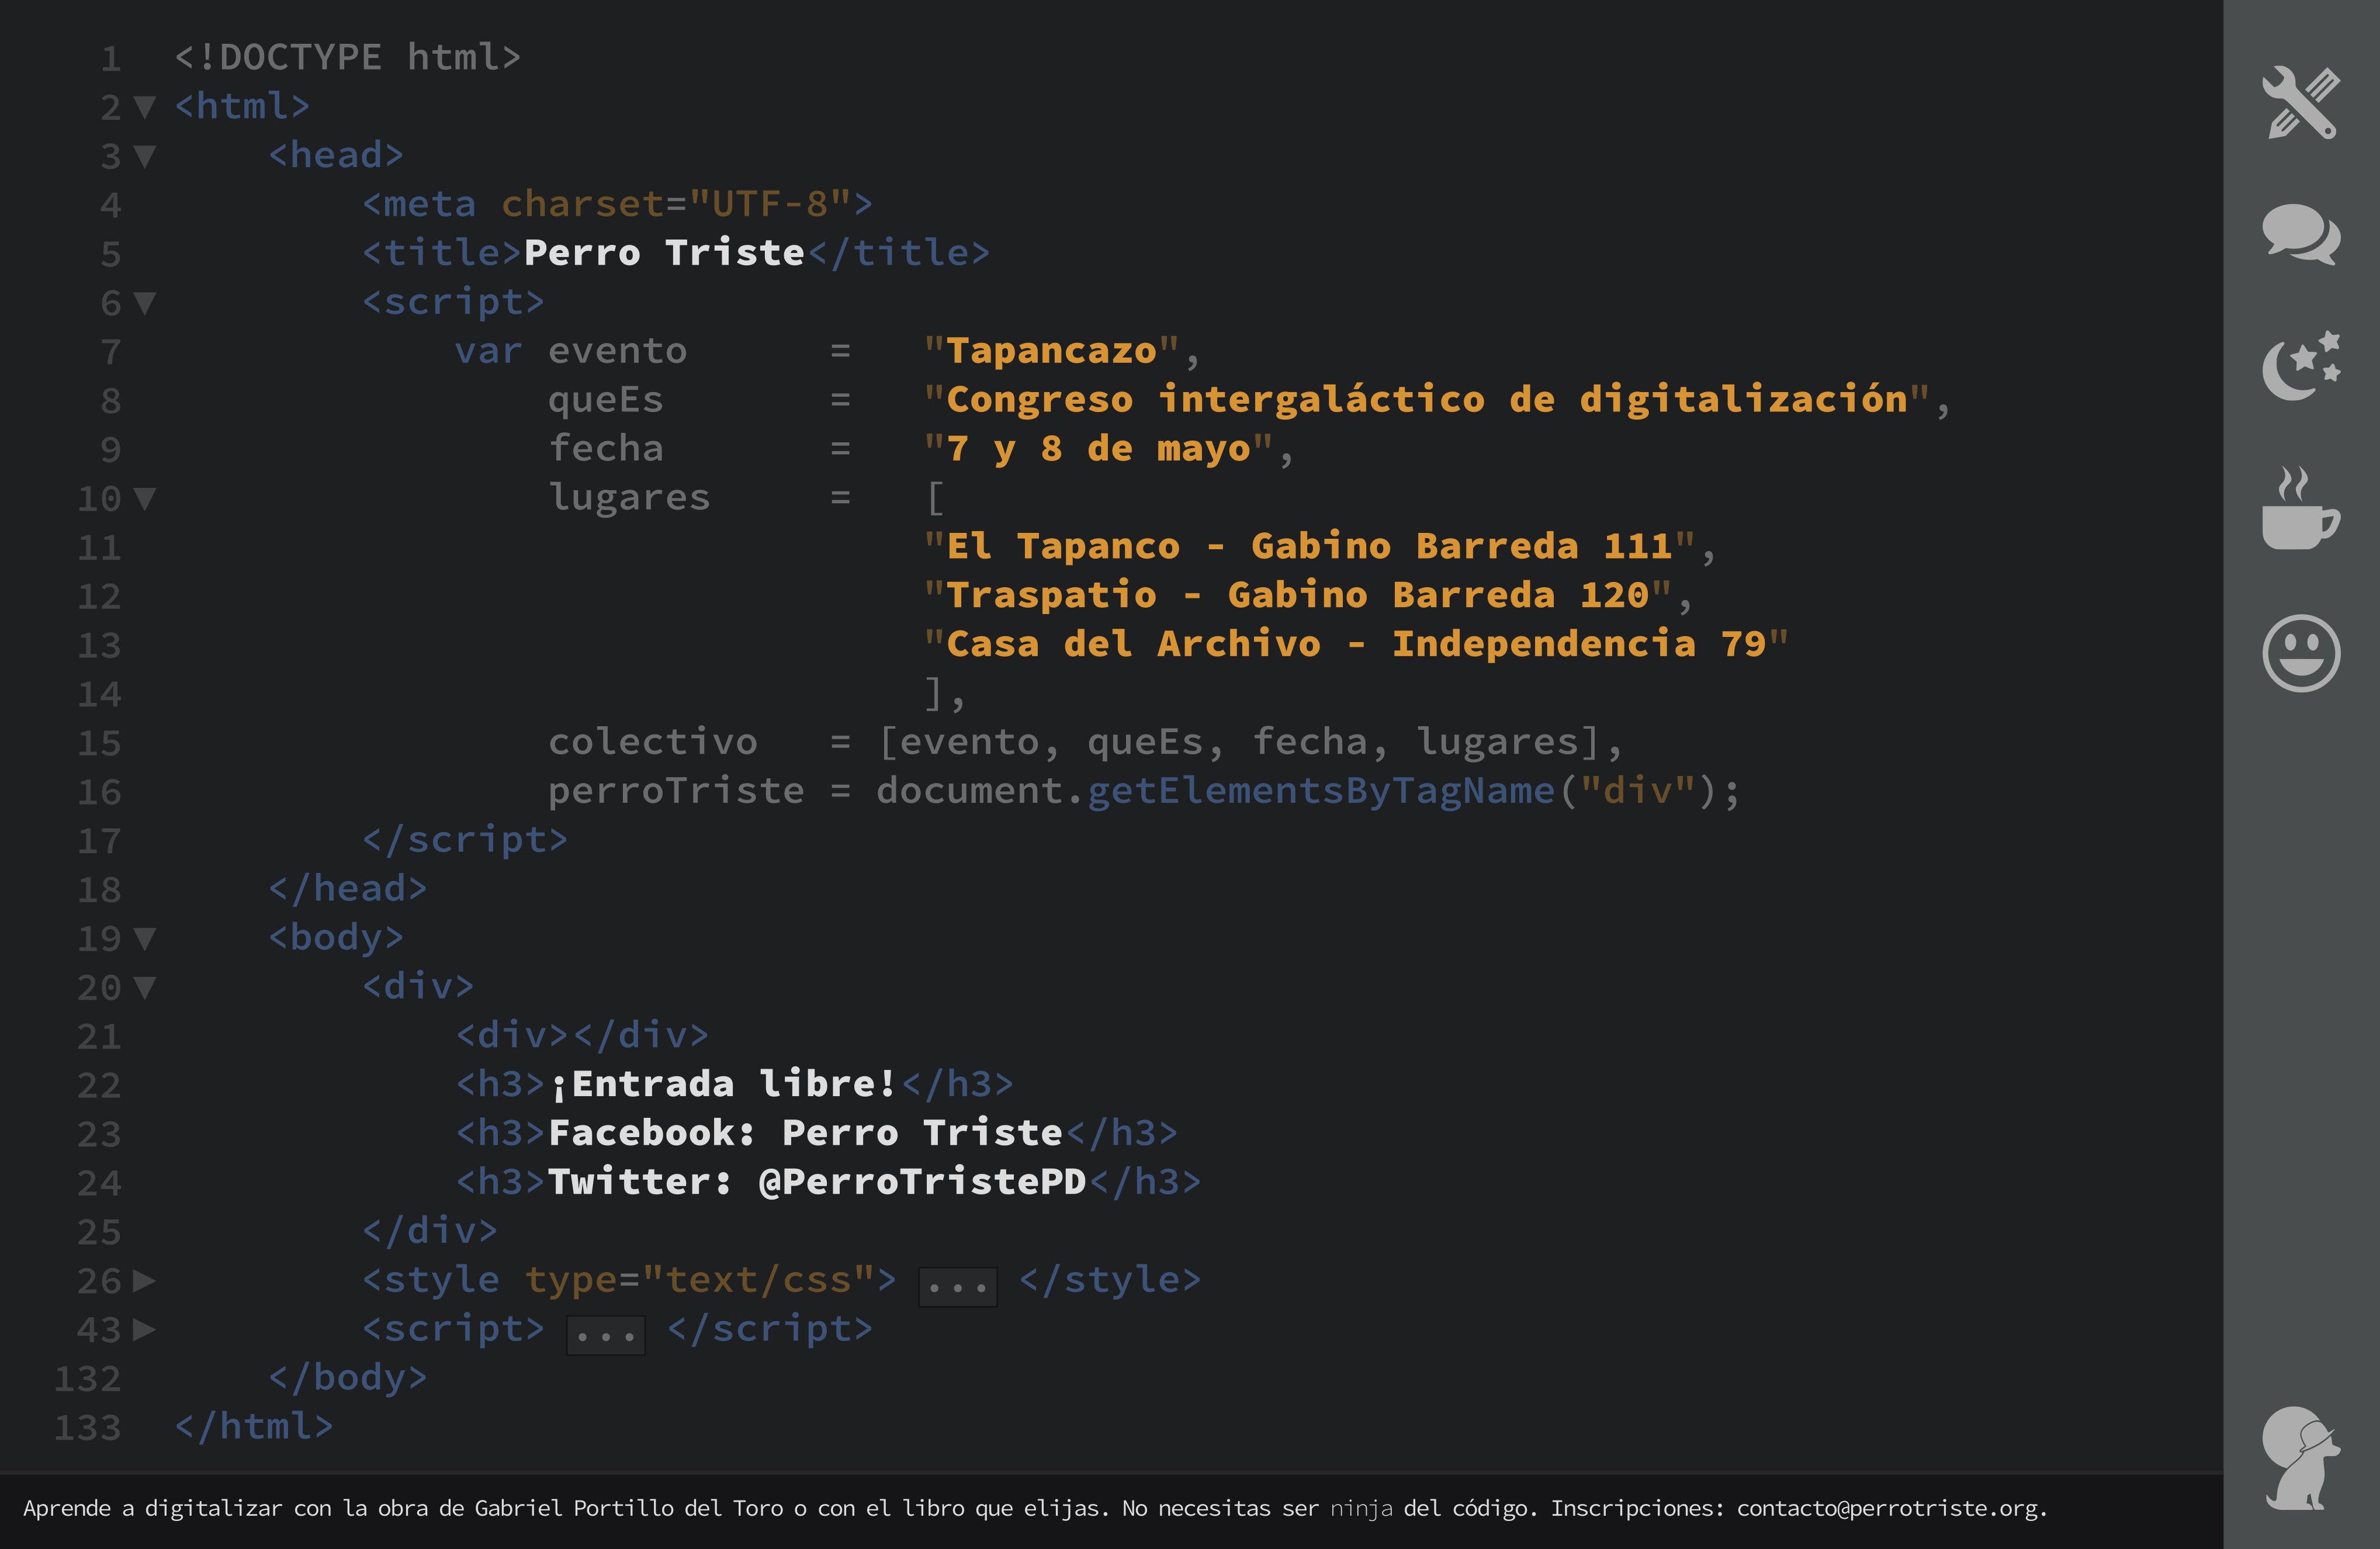 1 <!DOCTYPE html>
2 ▼ <html>
3 ▼ <head>
4 <meta charset="UTF-8">
5 <title>Perro Triste</title>
6 ▼ <script>
7 var evento = "Tapancazo",
8 queEs = "Congreso intergaláctico de digitalización",
9 fecha = "7 y 8 de mayo",
10 ▼ lugares = [
11 "El Tapanco - Gabino Barreda 111",
12 "Traspatio - Gabino Barreda 120",
13 "Casa del Archivo - Independencia 79"
14 ],
15 colectivo = [evento, queEs, fecha, lugares],
16 perroTriste = document.getElementsByTagName("div");
17 </script>
18 </head>
19 ▼ <body>
20 ▼ <div>
21 <div></div>
22 <h3>¡Entrada libre!</h3>
23 <h3>Facebook: Perro Triste</h3>
24 <h3>Twitter: @PerroTristePD</h3>
25 </div>
26 ▶ <style type="text/css"> ... </style>
43 ▶ <script> ... </script>
132 </body>
133 </html>
Aprende a digitalizar con la obra de Gabriel Portillo del Toro o con el libro que elijas. No necesitas ser ninja del código. Inscripciones: contacto@perrotriste.org.